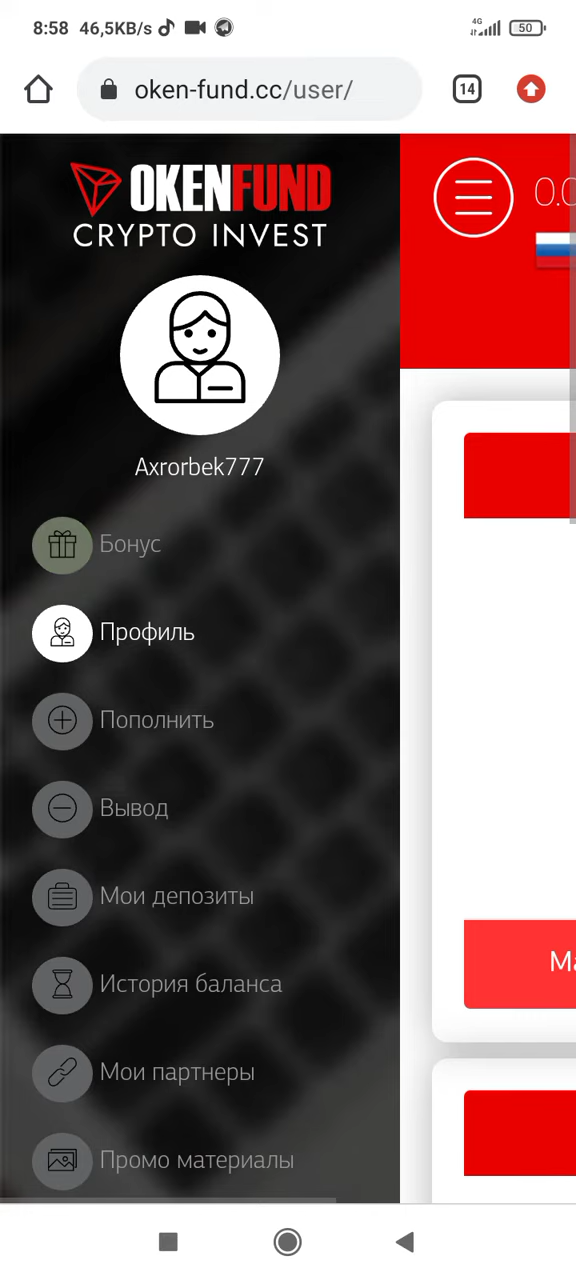 8:58 46,5KB/s 4G 50
oken-fund.cc/user/ 14
OKENFUND
CRYPTO INVEST
Axrorbek777
Бонус
Профиль
Пополнить
Вывод
Мои депозиты
История баланса
Мои партнеры
Промо материалы